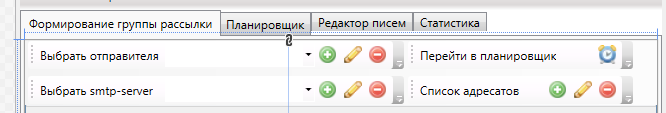 Формирование группы рассылки Планировщик Редактор писем Статистика
Выбрать отправителя Перейти в планировщик
Выбрать smtp-server Список адресатов